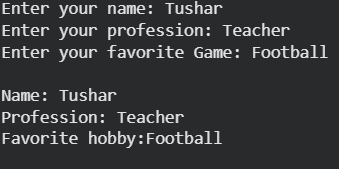 Enter your name: Tushar
Enter your profession: Teacher
Enter your favorite Game: Football
Name: Tushar
Profession: Teacher
Favorite hobby:Football